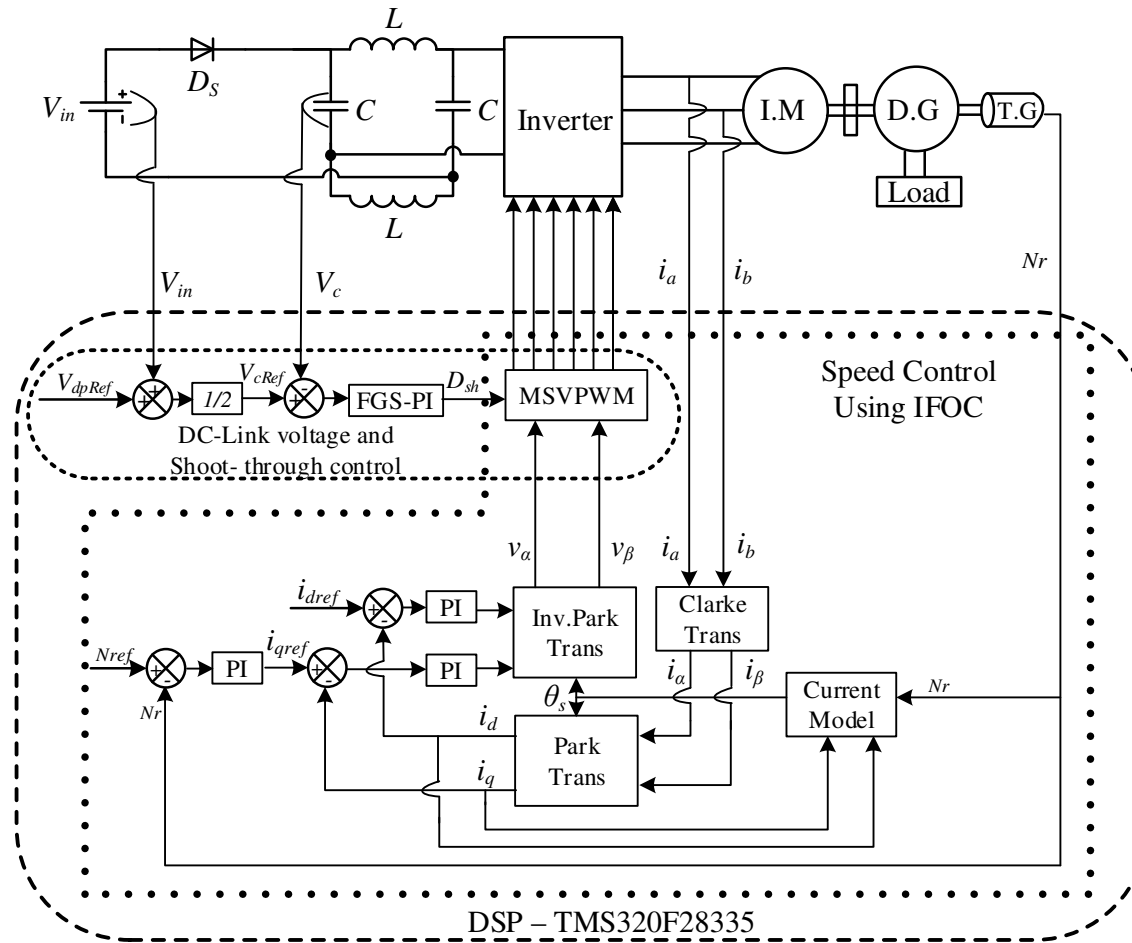 L
D_S
V_in
+
-
C
C
L
Inverter
I.M
D.G
T.G
Load
V_in
V_c
i_a
i_b
Nr
V_dpRef
+
+
1/2
V_cRef
-
+
FGS-PI
D_sh
MSVPWM
DC-Link voltage and
Shoot- through control
Speed Control
Using IFOC
v_α
v_β
i_a
i_b
i_dref
+
-
PI
Inv.Park
Trans
Clarke
Trans
Nref
+
-
PI
i_qref
+
-
PI
Nr
θ_s
i_α
i_β
Current
Model
Nr
i_d
i_q
Park
Trans
DSP – TMS320F28335